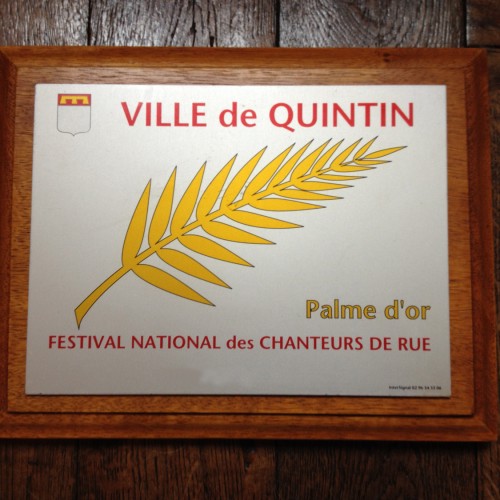 VILLE de QUINTIN
Palme d'or
FESTIVAL NATIONAL des CHANTEURS DE RUE